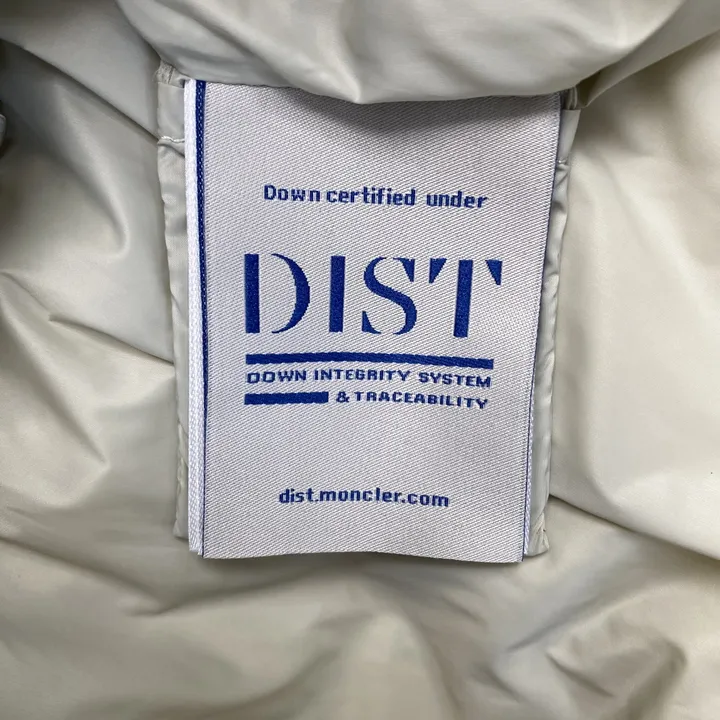 Down certified under
DIST
DOWN INTEGRITY SYSTEM
& TRACEABILITY
dist.moncler.com